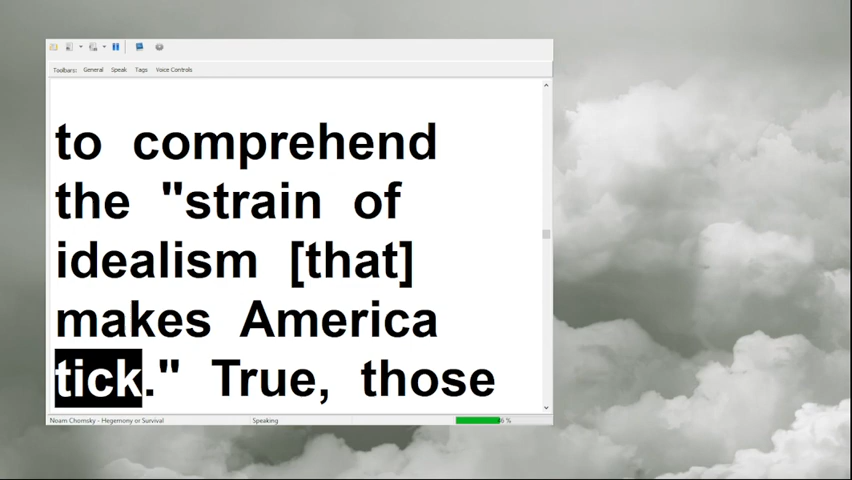 Toolbars: General Speak Tags Voice Controls
to comprehend
the "strain of
idealism [that]
makes America
tick." True, those
Noam Chomsky - Hegemony or Survival Speaking %